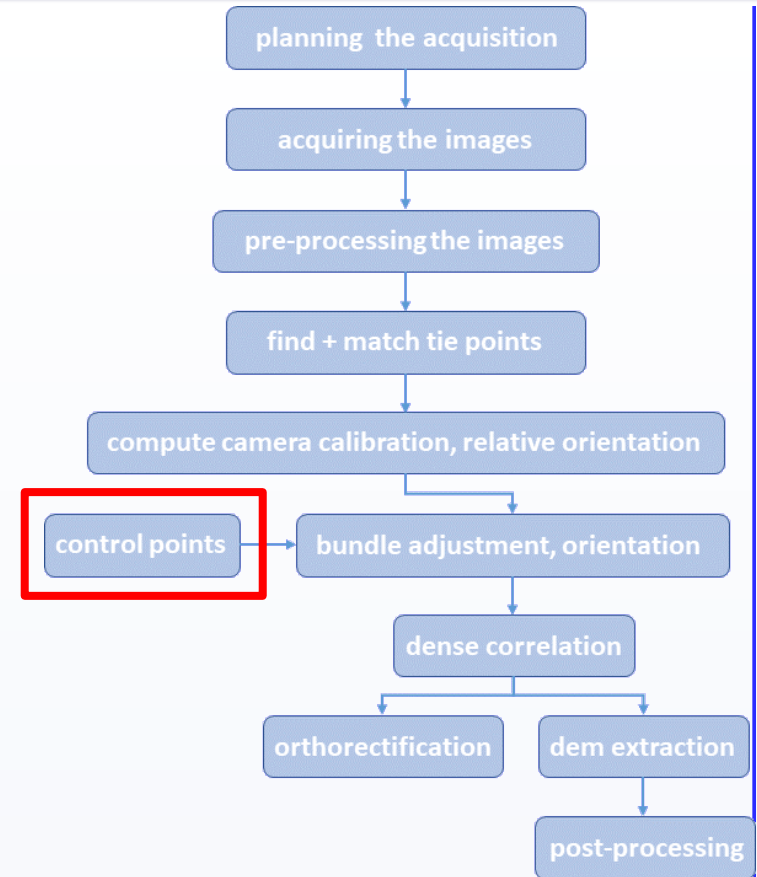 planning the acquisition
acquiring the images
pre-processing the images
find + match tie points
compute camera calibration, relative orientation
control points
bundle adjustment, orientation
dense correlation
orthorectification
dem extraction
post-processing